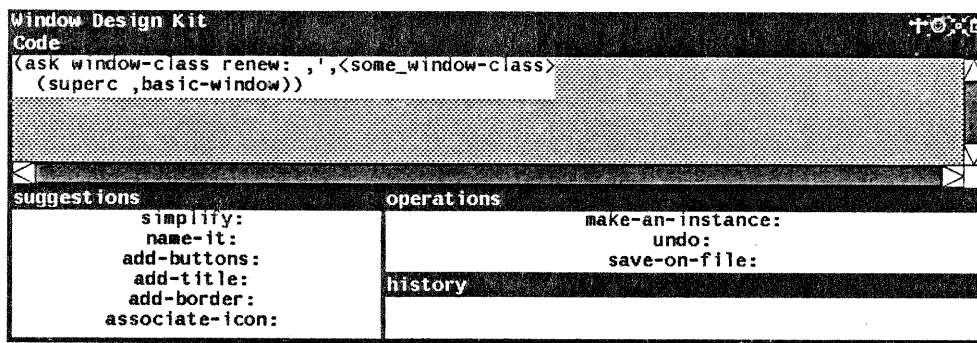 Window Design Kit
Code
(ask window-class renew: ,',<some_window-class>
(superc ,basic-window))
suggestions
simplify:
name-it:
add-buttons:
add-title:
add-border:
associate-icon:
operations
make-an-instance:
undo:
save-on-file:
history